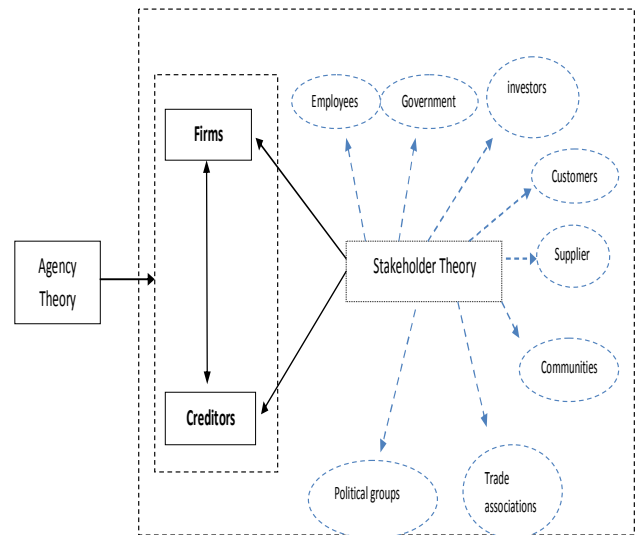 Employees
Government
investors
Firms
Customers
Agency
Theory
Stakeholder Theory
Supplier
Communities
Creditors
Political groups
Trade
associations